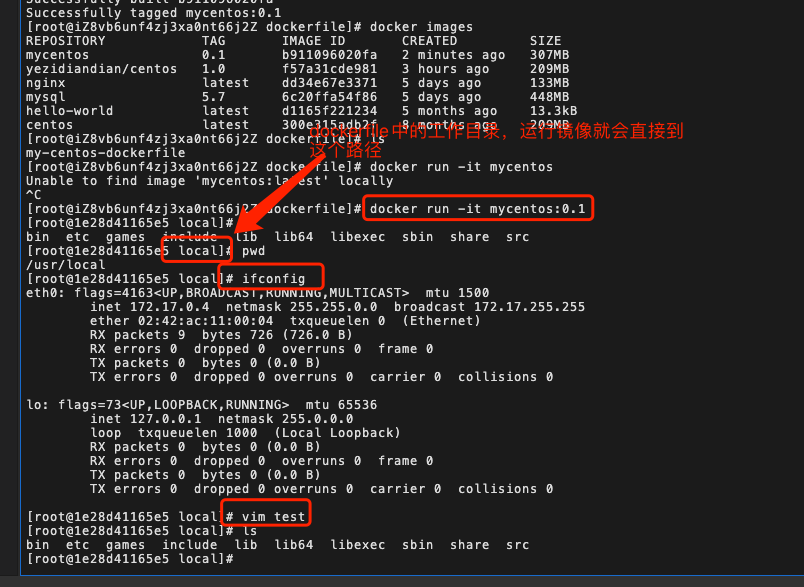 Successfully built b911096020fa
Successfully tagged mycentos:0.1
[root@iZ8vb6unf4zj3xa0nt66j2Z dockerfile]# docker images
REPOSITORY TAG IMAGE ID CREATED SIZE
mycentos 0.1 b911096020fa 2 minutes ago 307MB
yezidiandian/centos 1.0 f57a31cde981 3 hours ago 209MB
nginx latest dd34e67e3371 5 days ago 133MB
mysql 5.7 6c20ffa54f86 5 days ago 448MB
hello-world latest d1165f221234 5 months ago 13.3kB
centos latest 300e315adb2f 8 months ago 209MB
dockerfile中的工作目录，运行镜像就会直接到
这个路径
[root@iZ8vb6unf4zj3xa0nt66j2Z dockerfile]# ls
my-centos-dockerfile
[root@iZ8vb6unf4zj3xa0nt66j2Z dockerfile]# docker run -it mycentos
Unable to find image 'mycentos:latest' locally
^C
[root@iZ8vb6unf4zj3xa0nt66j2Z dockerfile]# docker run -it mycentos:0.1
[root@1e28d41165e5 local]#
bin etc games include lib lib64 libexec sbin share src
[root@1e28d41165e5 local]# pwd
/usr/local
[root@1e28d41165e5 local]# ifconfig
eth0: flags=4163<UP,BROADCAST,RUNNING,MULTICAST> mtu 1500
inet 172.17.0.4 netmask 255.255.0.0 broadcast 172.17.255.255
ether 02:42:ac:11:00:04 txqueuelen 0 (Ethernet)
RX packets 9 bytes 726 (726.0 B)
RX errors 0 dropped 0 overruns 0 frame 0
TX packets 0 bytes 0 (0.0 B)
TX errors 0 dropped 0 overruns 0 carrier 0 collisions 0
lo: flags=73<UP,LOOPBACK,RUNNING> mtu 65536
inet 127.0.0.1 netmask 255.0.0.0
loop txqueuelen 1000 (Local Loopback)
RX packets 0 bytes 0 (0.0 B)
RX errors 0 dropped 0 overruns 0 frame 0
TX packets 0 bytes 0 (0.0 B)
TX errors 0 dropped 0 overruns 0 carrier 0 collisions 0
[root@1e28d41165e5 local]# vim test
[root@1e28d41165e5 local]# ls
bin etc games include lib lib64 libexec sbin share src
[root@1e28d41165e5 local]#